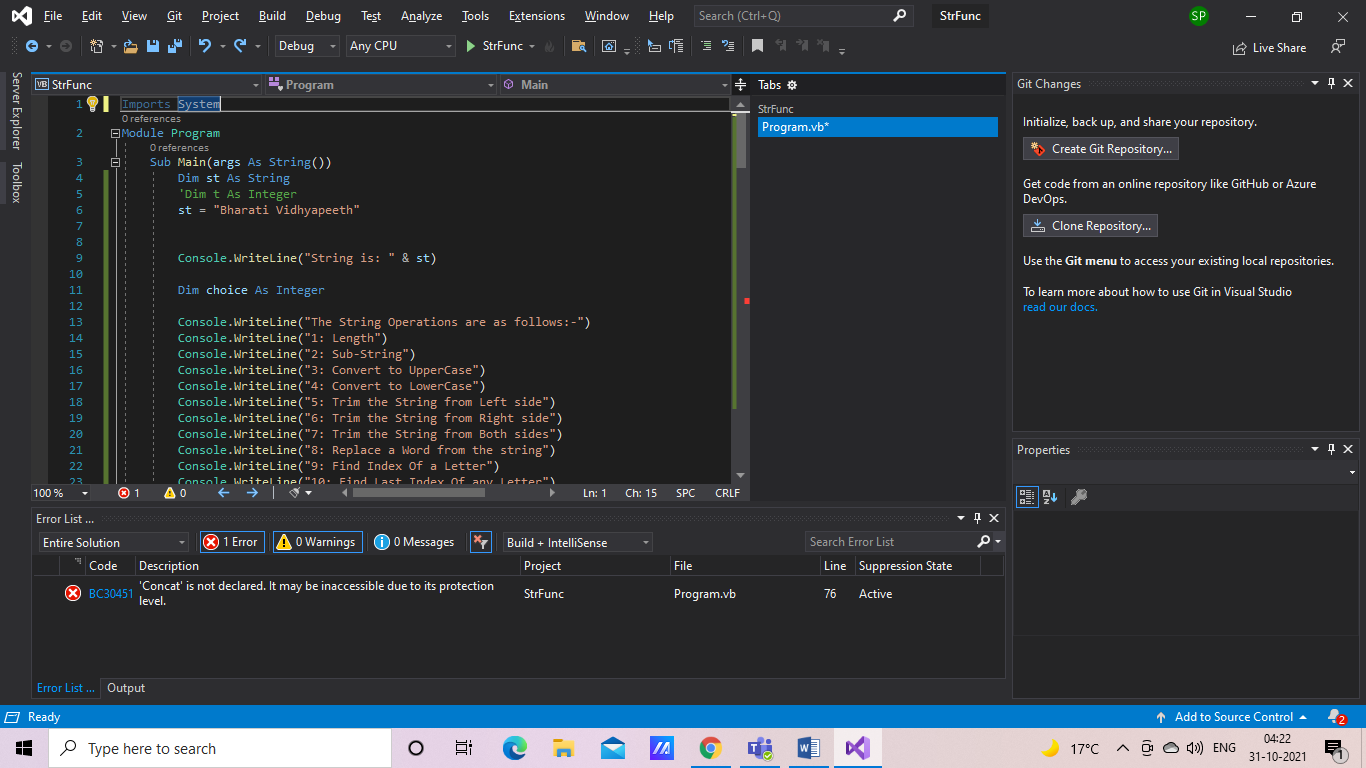 File Edit View Git Project Build Debug Test Analyze Tools Extensions Window Help Search (Ctrl+Q) StrFunc SP
Debug Any CPU StrFunc Live Share
Server Explorer
Toolbox
VB StrFunc Program Main
1 Imports System
0 references
2 Module Program
0 references
3 Sub Main(args As String())
4 Dim st As String
5 'Dim t As Integer
6 st = "Bharati Vidhyapeeth"
7
8
9 Console.WriteLine("String is: " & st)
10
11 Dim choice As Integer
12
13 Console.WriteLine("The String Operations are as follows:-")
14 Console.WriteLine("1: Length")
15 Console.WriteLine("2: Sub-String")
16 Console.WriteLine("3: Convert to UpperCase")
17 Console.WriteLine("4: Convert to LowerCase")
18 Console.WriteLine("5: Trim the String from Left side")
19 Console.WriteLine("6: Trim the String from Right side")
20 Console.WriteLine("7: Trim the String from Both sides")
21 Console.WriteLine("8: Replace a Word from the string")
22 Console.WriteLine("9: Find Index Of a Letter")
23 Console.WriteLine("10: Find Last Index Of any Letter")
100 % 1 0 Ln: 1 Ch: 15 SPC CRLF
Tabs
StrFunc
Program.vb*
Git Changes
Initialize, back up, and share your repository.
Create Git Repository...
Get code from an online repository like GitHub or Azure
DevOps.
Clone Repository...
Use the Git menu to access your existing local repositories.
To learn more about how to use Git in Visual Studio
read our docs.
Properties
Error List ...
Entire Solution 1 Error 0 Warnings 0 Messages Build + IntelliSense Search Error List
Code Description Project File Line Suppression State
BC30451 'Concat' is not declared. It may be inaccessible due to its protection
level. StrFunc Program.vb 76 Active
Error List ... Output
Ready Add to Source Control 2
Type here to search 17°C ENG 04:22
31-10-2021 1